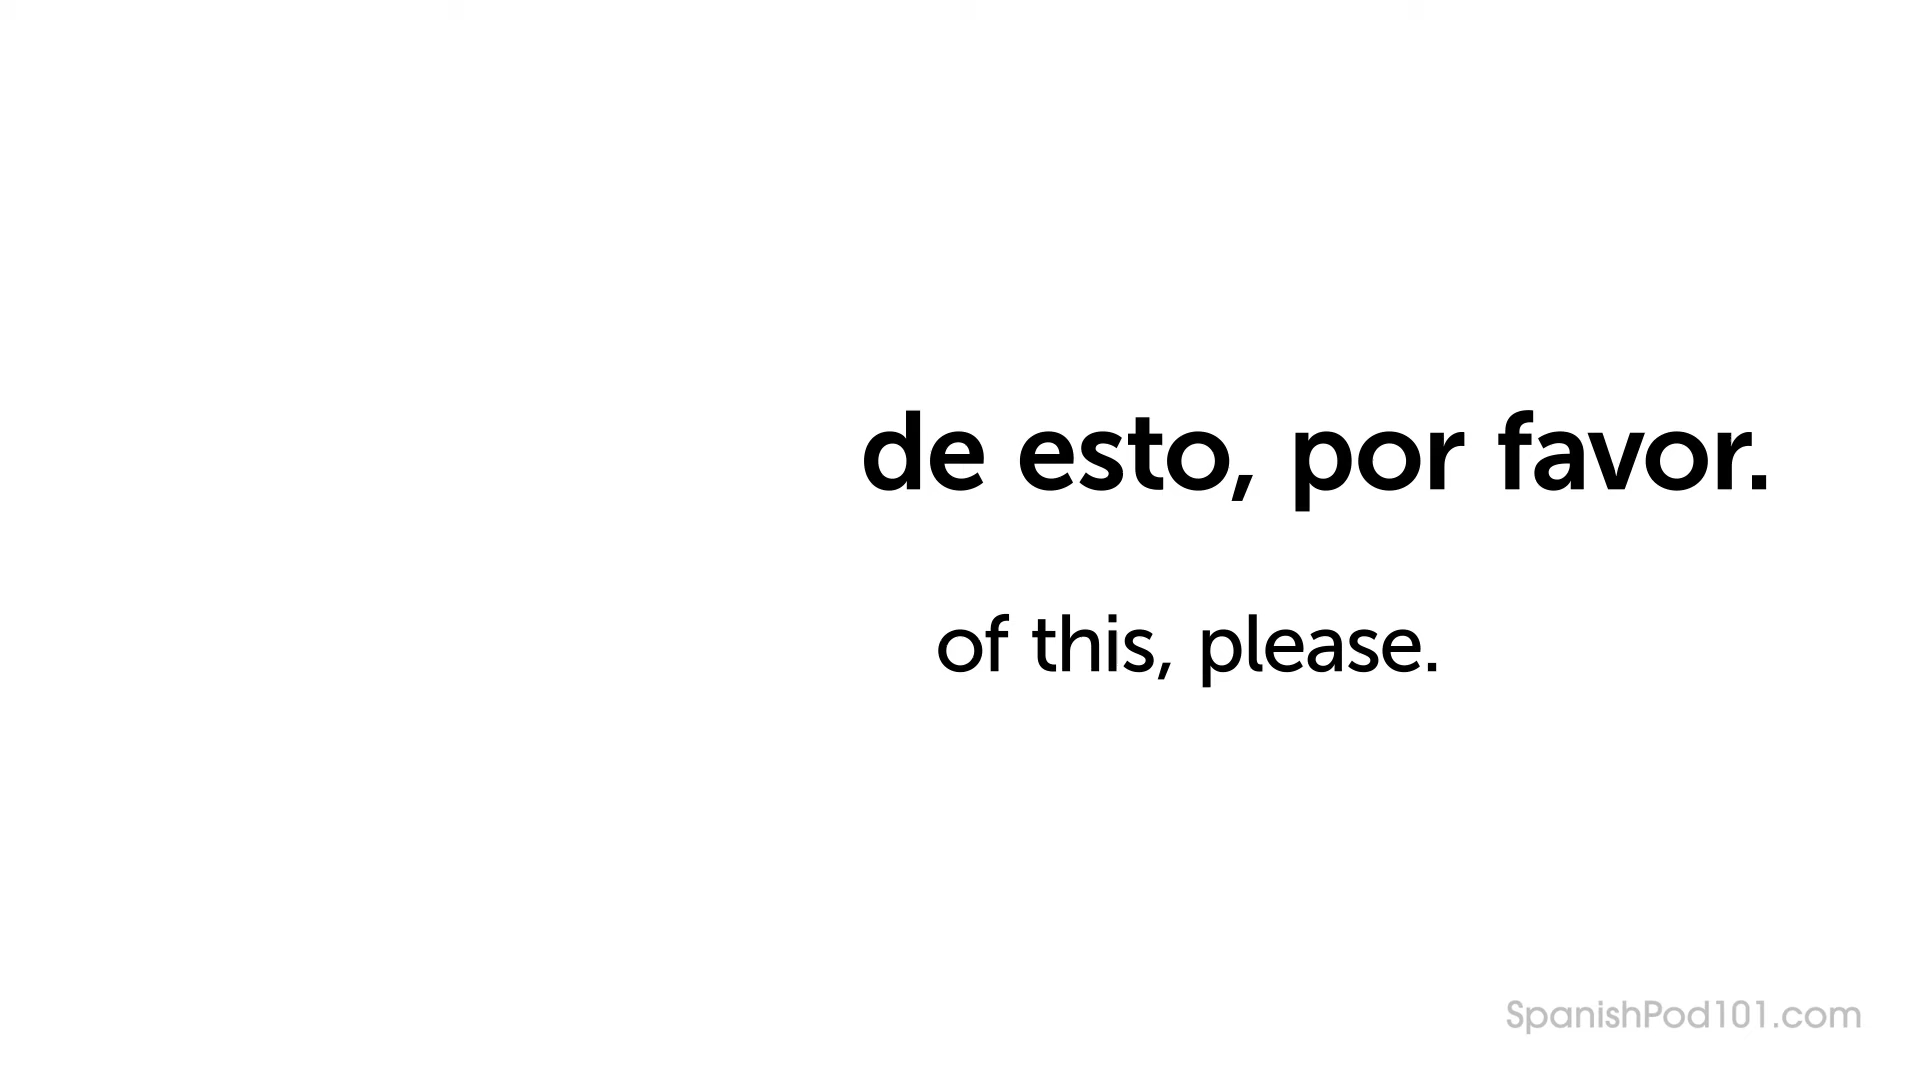 de esto, por favor.
of this, please.
SpanishPod101.com